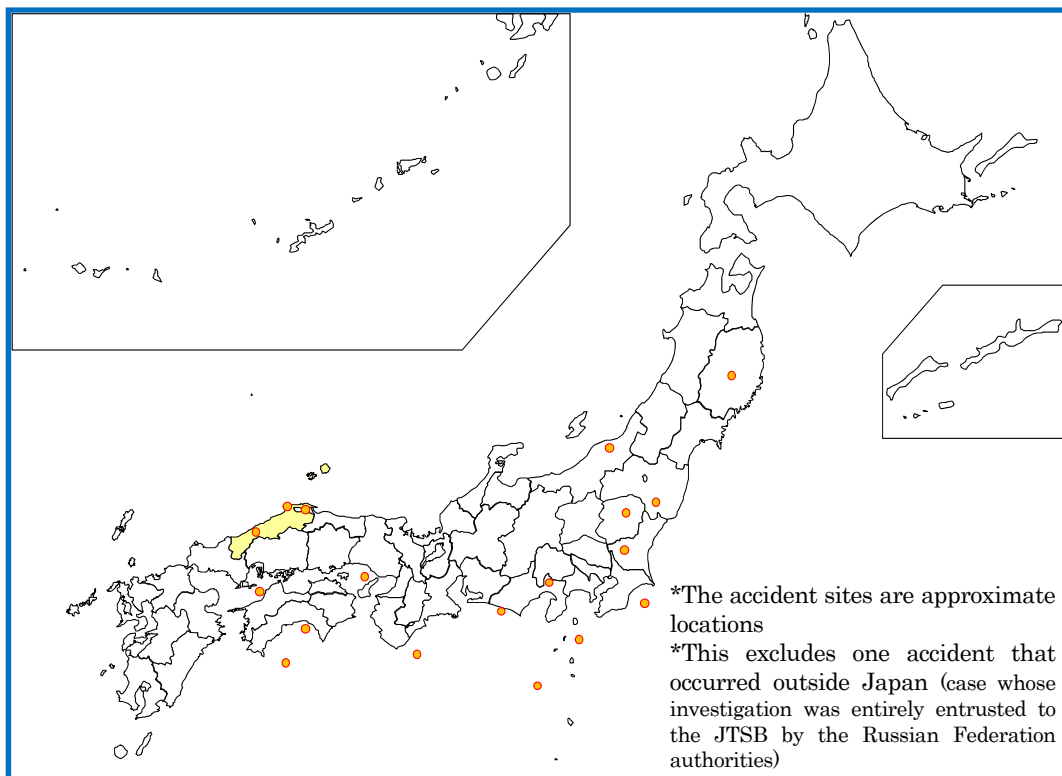 *The accident sites are approximate
locations
*This excludes one accident that
occurred outside Japan (case whose
investigation was entirely entrusted to
the JTSB by the Russian Federation
authorities)